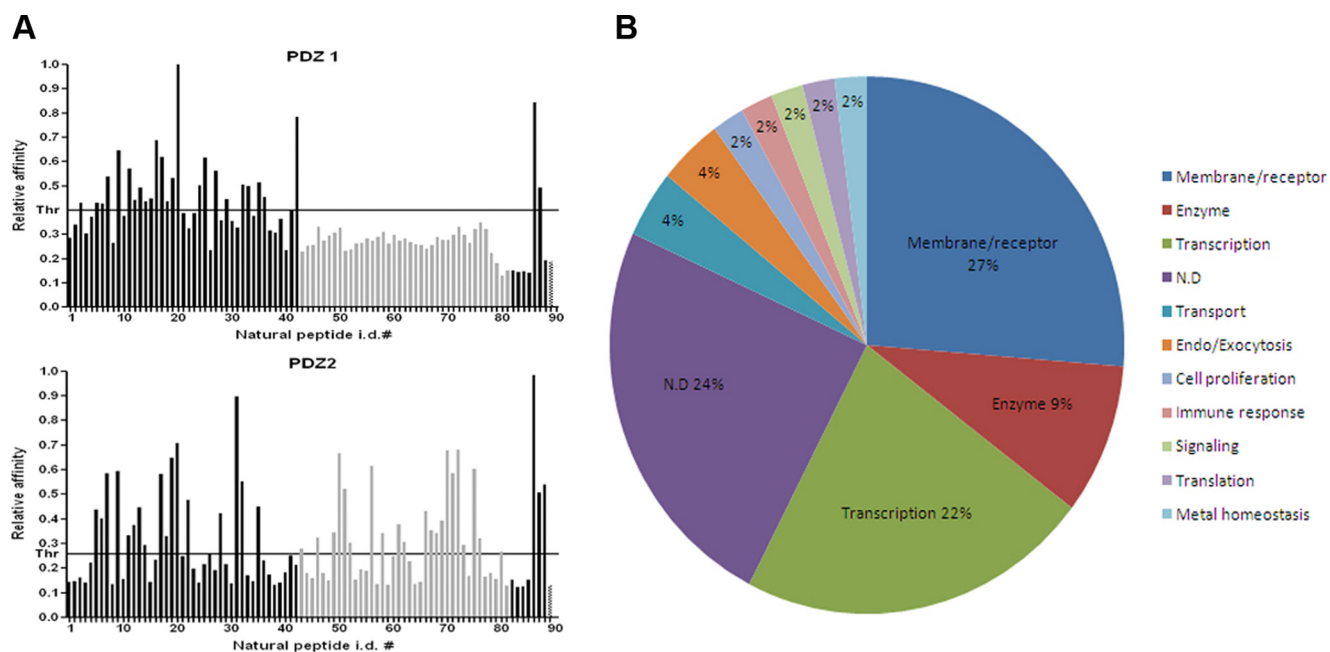 A
PDZ 1
Relative affinity
1.0
0.9
0.8
0.7
0.6
0.5
Thr
0.3
0.2
0.1
0.0
1 10 20 30 40 50 60 70 80 90
Natural peptide i.d.#
PDZ2
Relative affinity
1.0
0.9
0.8
0.7
0.6
0.5
0.4
0.3
Thr
0.2
0.1
0.0
1 10 20 30 40 50 60 70 80 90
Natural peptide i.d. #
B
2%
2%
2%
2%
2%
4%
4%
Membrane/receptor
27%
Enzyme 9%
Transcription 22%
N.D 24%
Membrane/receptor
Enzyme
Transcription
N.D
Transport
Endo/Exocytosis
Cell proliferation
Immune response
Signaling
Translation
Metal homeostasis